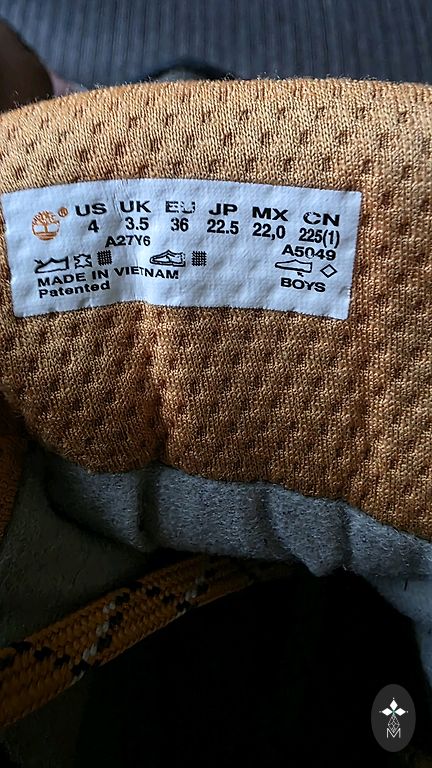 ® US UK EU JP MX CN
4 3.5 36 22.5 22,0 225(1)
A27Y6 A5049
MADE IN VIETNAM
Patented BOYS
M